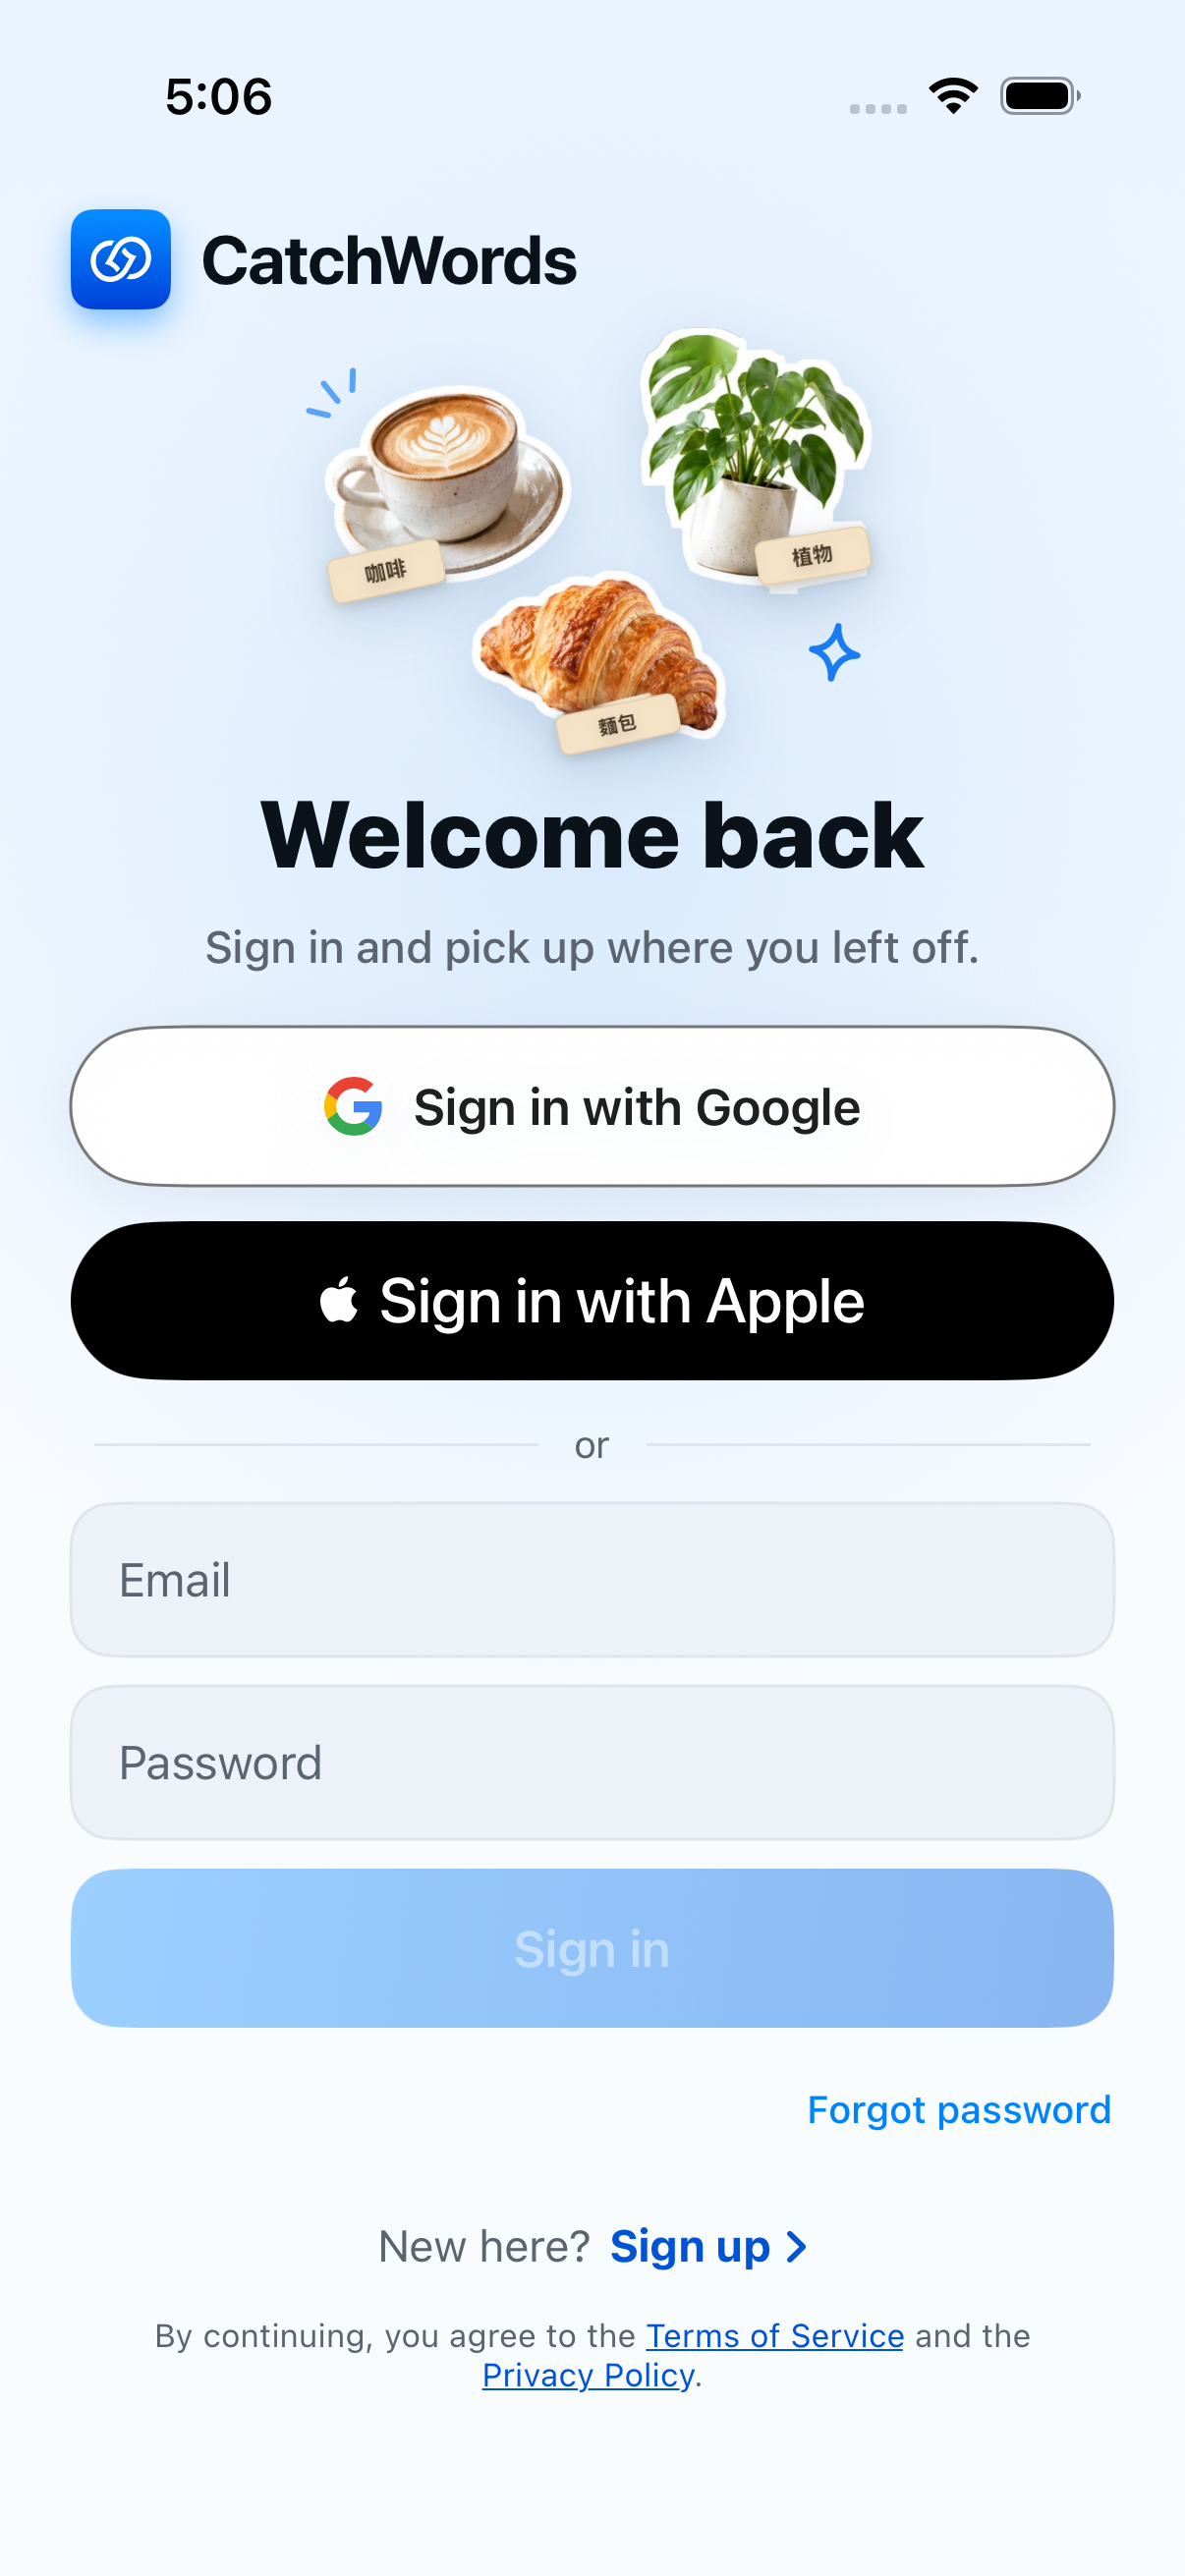 5:06
CatchWords
咖啡
植物
麵包
Welcome back
Sign in and pick up where you left off.
Sign in with Google
Sign in with Apple
or
Email
Password
Sign in
Forgot password
New here? Sign up
By continuing, you agree to the Terms of Service and the
Privacy Policy.